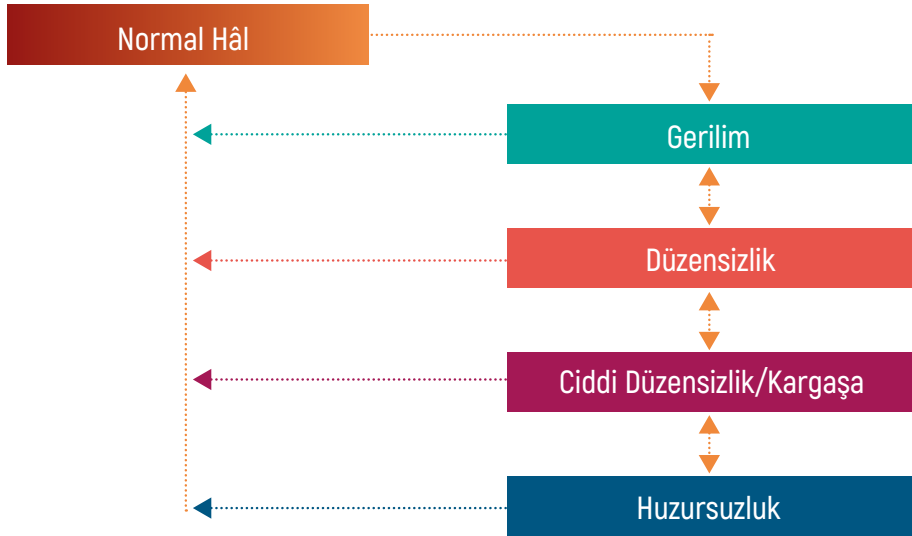 Normal Hâl
Gerilim
Düzensizlik
Ciddi Düzensizlik/Kargaşa
Huzursuzluk